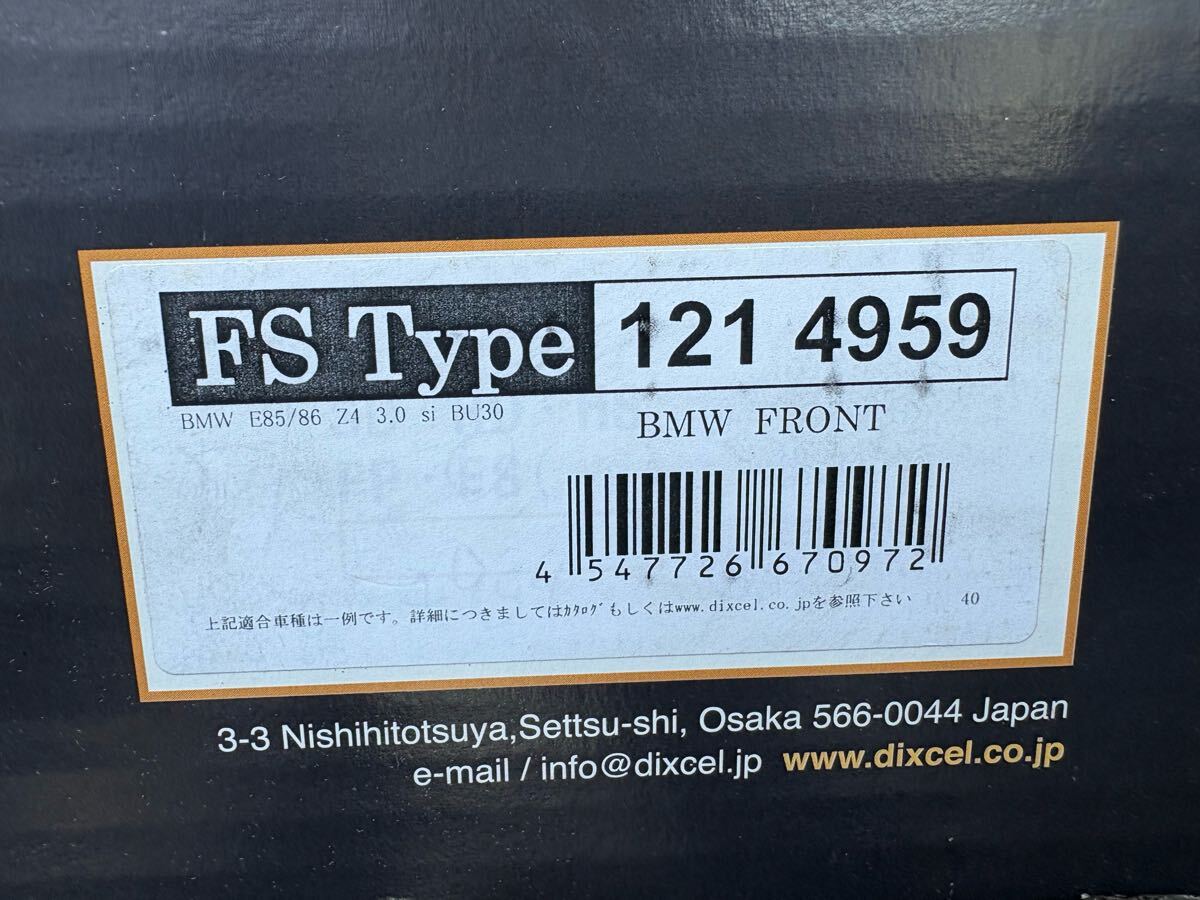 FS Type 121 4959
BMW E85/86 Z4 3.0 si BU30
BMW FRONT
4 547726 670972
上記適合車種は一例です。詳細につきましてはｶﾀﾛｸﾞもしくはwww.dixcel.co.jpを参照下さい 40
3-3 Nishihitotsuya,Settsu-shi, Osaka 566-0044 Japan
e-mail / info@dixcel.jp www.dixcel.co.jp